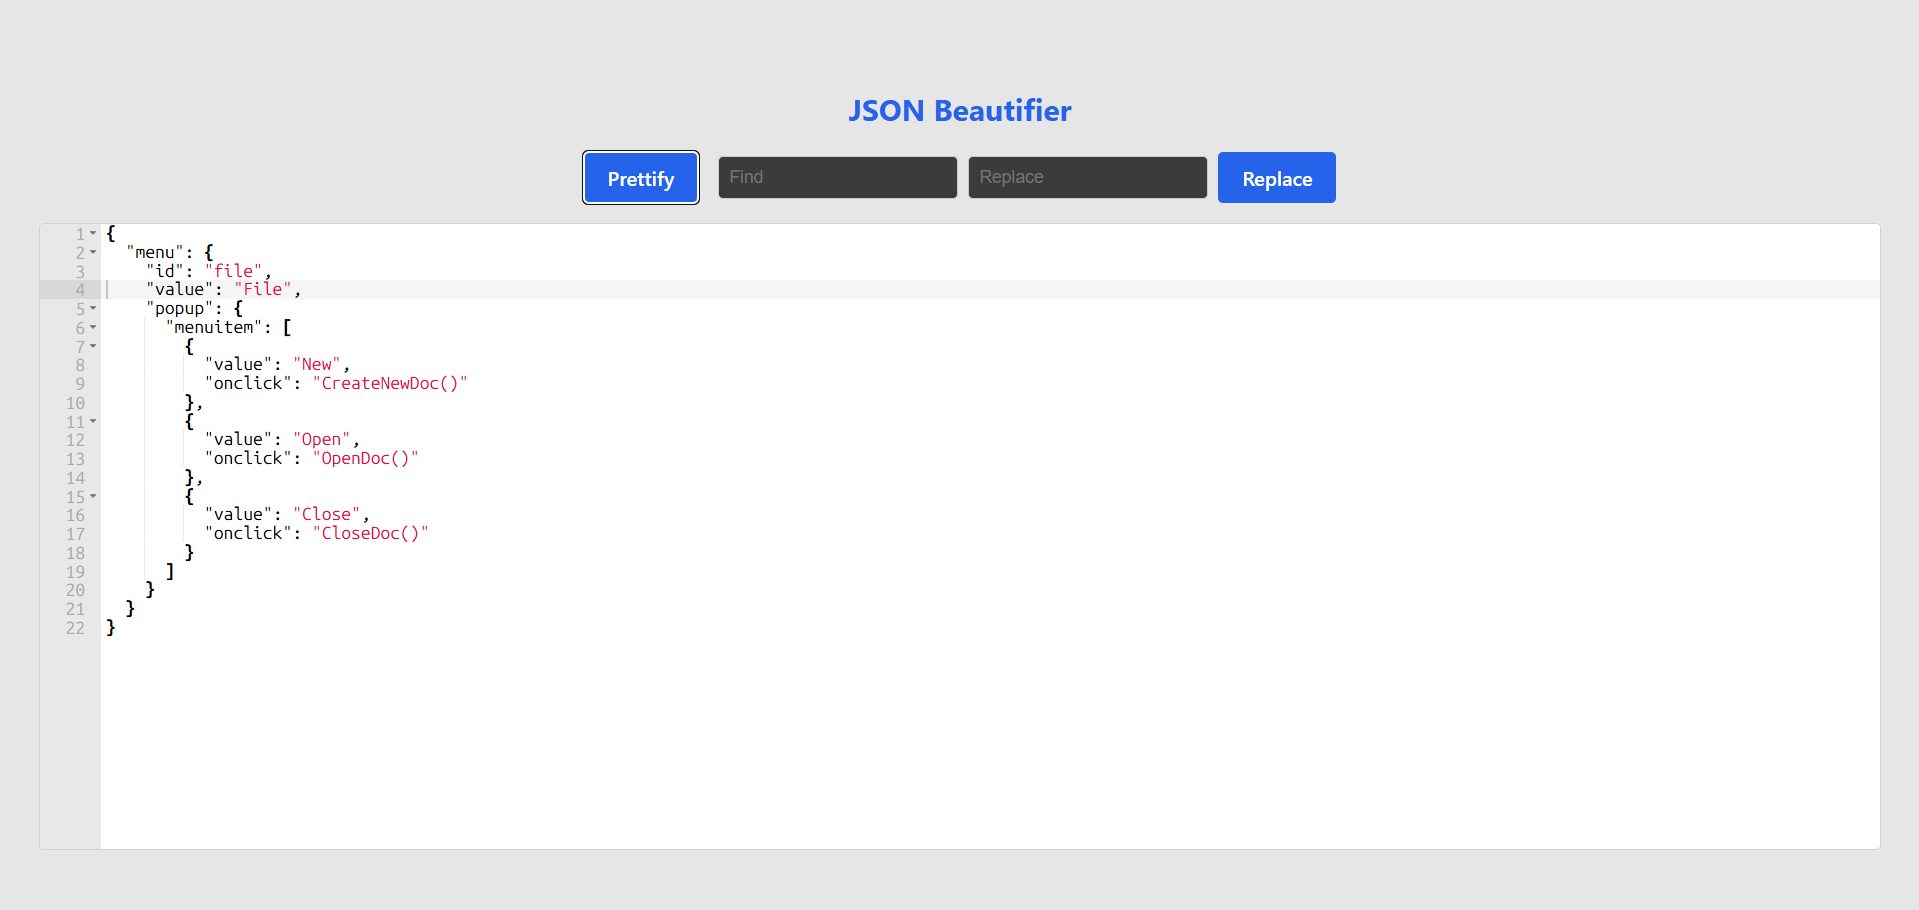 JSON Beautifier
Prettify Find Replace Replace
1 {
2   "menu": {
3     "id": "file",
4     "value": "File",
5     "popup": {
6       "menuitem": [
7         {
8           "value": "New",
9           "onclick": "CreateNewDoc()"
10         },
11         {
12           "value": "Open",
13           "onclick": "OpenDoc()"
14         },
15         {
16           "value": "Close",
17           "onclick": "CloseDoc()"
18         }
19       ]
20     }
21   }
22 }